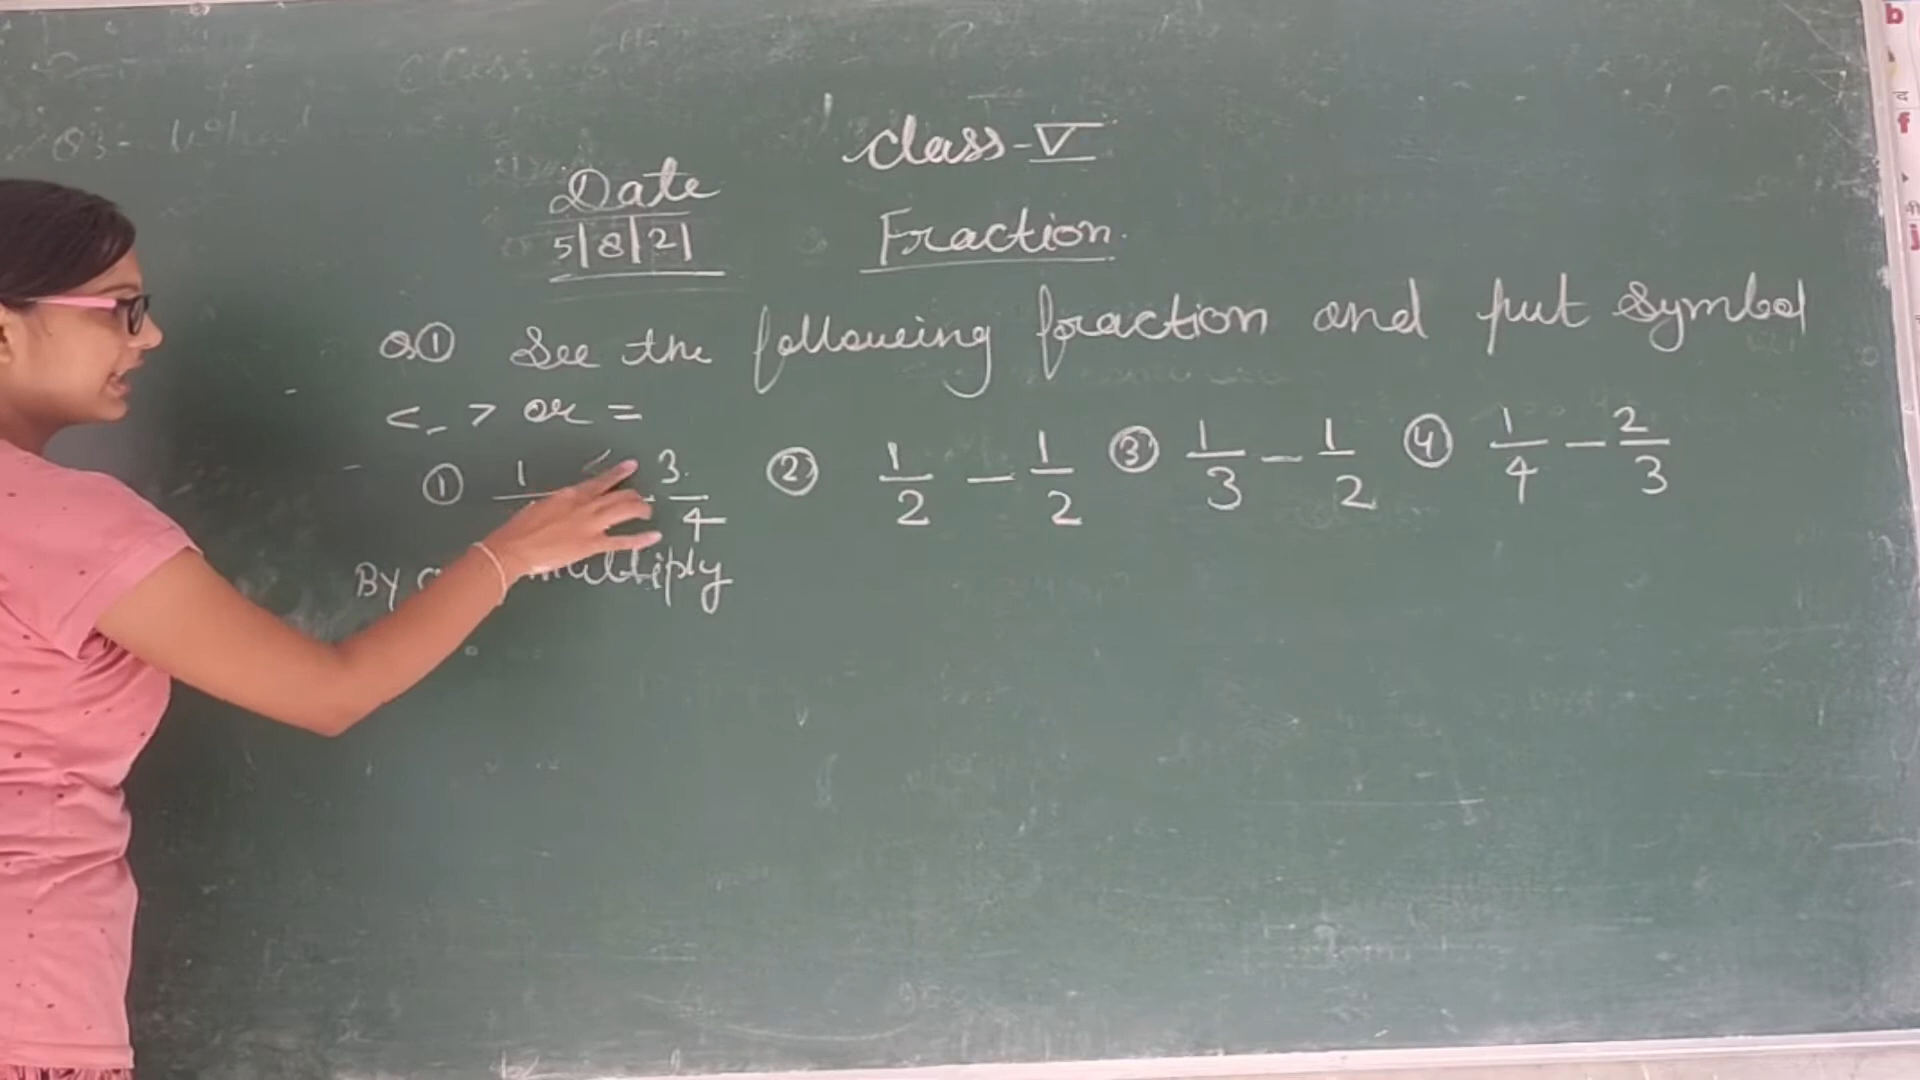 Class-V
Date
5/8/21
Fraction.
Q① See the following fraction and put symbol
<, > or =
① 1 < 3/4 ② 1/2 - 1/2 ③ 1/3 - 1/2 ④ 1/4 - 2/3
By multiply
b
द
f
j